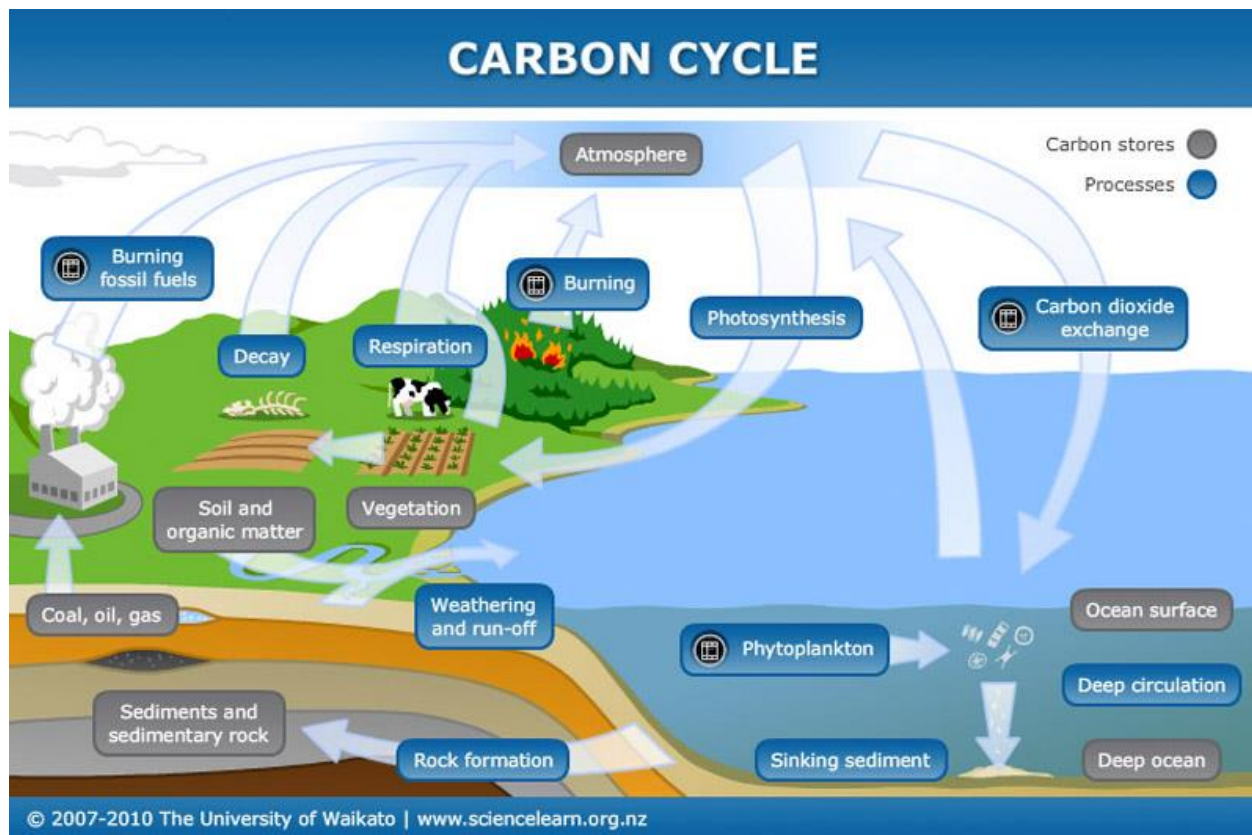 CARBON CYCLE
Atmosphere
Carbon stores
Processes
Burning
fossil fuels
Burning
Photosynthesis
Carbon dioxide
exchange
Decay
Respiration
Soil and
organic matter
Vegetation
Coal, oil, gas
Weathering
and run-off
Ocean surface
Phytoplankton
Deep circulation
Sediments and
sedimentary rock
Rock formation
Sinking sediment
Deep ocean
© 2007-2010 The University of Waikato | www.sciencelearn.org.nz